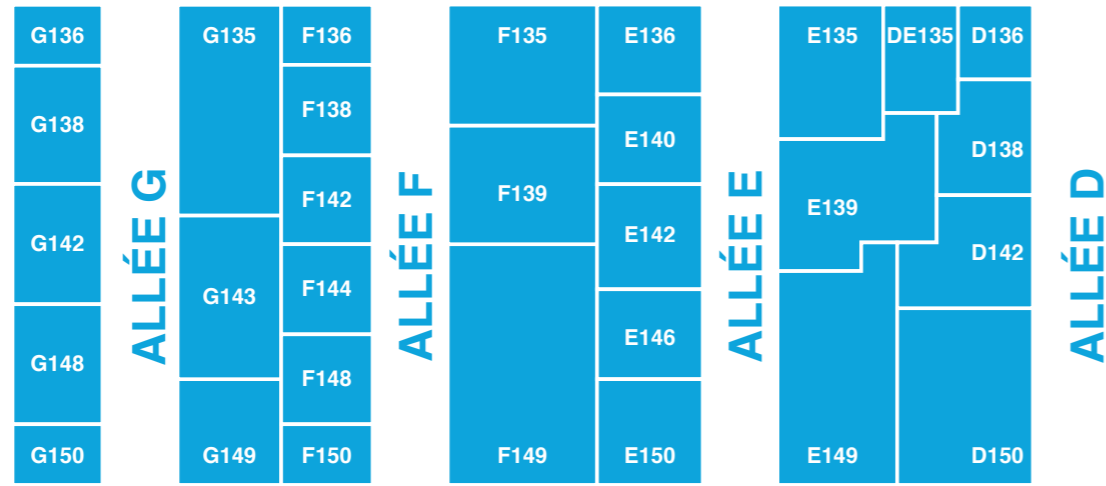 G136
G138
G142
G148
G150
ALLÉE G
G135
G143
G149
F136
F138
F142
F144
F148
F150
ALLÉE F
F135
F139
F149
E136
E140
E142
E146
E150
ALLÉE E
E135
E139
E149
DE135
D136
D138
D142
D150
ALLÉE D